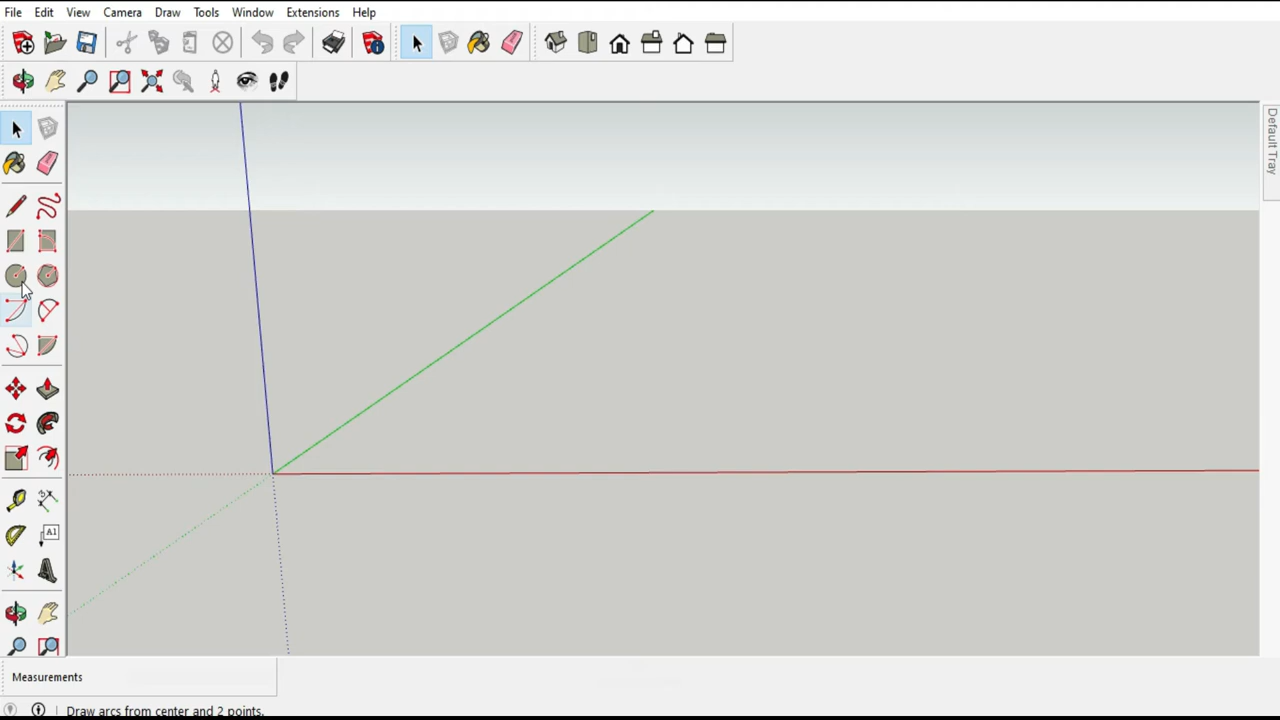 File Edit View Camera Draw Tools Window Extensions Help
Default Tray
A1
Measurements
Draw arcs from center and 2 points.